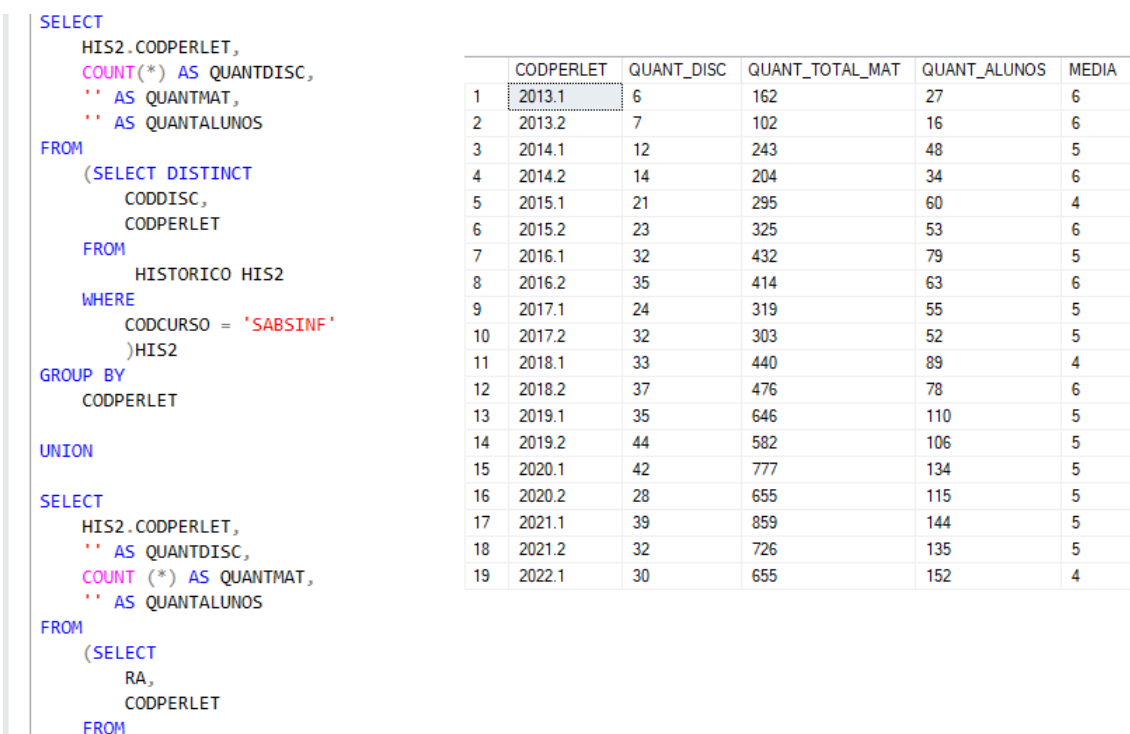 SELECT
HIS2.CODPERLET,
COUNT(*) AS QUANTDISC,
'' AS QUANTMAT,
'' AS QUANTALUNOS
FROM
(SELECT DISTINCT
CODDISC,
CODPERLET
FROM
HISTORICO HIS2
WHERE
CODCURSO = 'SABSINF'
)HIS2
GROUP BY
CODPERLET
UNION
SELECT
HIS2.CODPERLET,
'' AS QUANTDISC,
COUNT (*) AS QUANTMAT,
'' AS QUANTALUNOS
FROM
(SELECT
RA,
CODPERLET
FROM
CODPERLET QUANT_DISC QUANT_TOTAL_MAT QUANT_ALUNOS MEDIA
1 2013.1 6 162 27 6
2 2013.2 7 102 16 6
3 2014.1 12 243 48 5
4 2014.2 14 204 34 6
5 2015.1 21 295 60 4
6 2015.2 23 325 53 6
7 2016.1 32 432 79 5
8 2016.2 35 414 63 6
9 2017.1 24 319 55 5
10 2017.2 32 303 52 5
11 2018.1 33 440 89 4
12 2018.2 37 476 78 6
13 2019.1 35 646 110 5
14 2019.2 44 582 106 5
15 2020.1 42 777 134 5
16 2020.2 28 655 115 5
17 2021.1 39 859 144 5
18 2021.2 32 726 135 5
19 2022.1 30 655 152 4